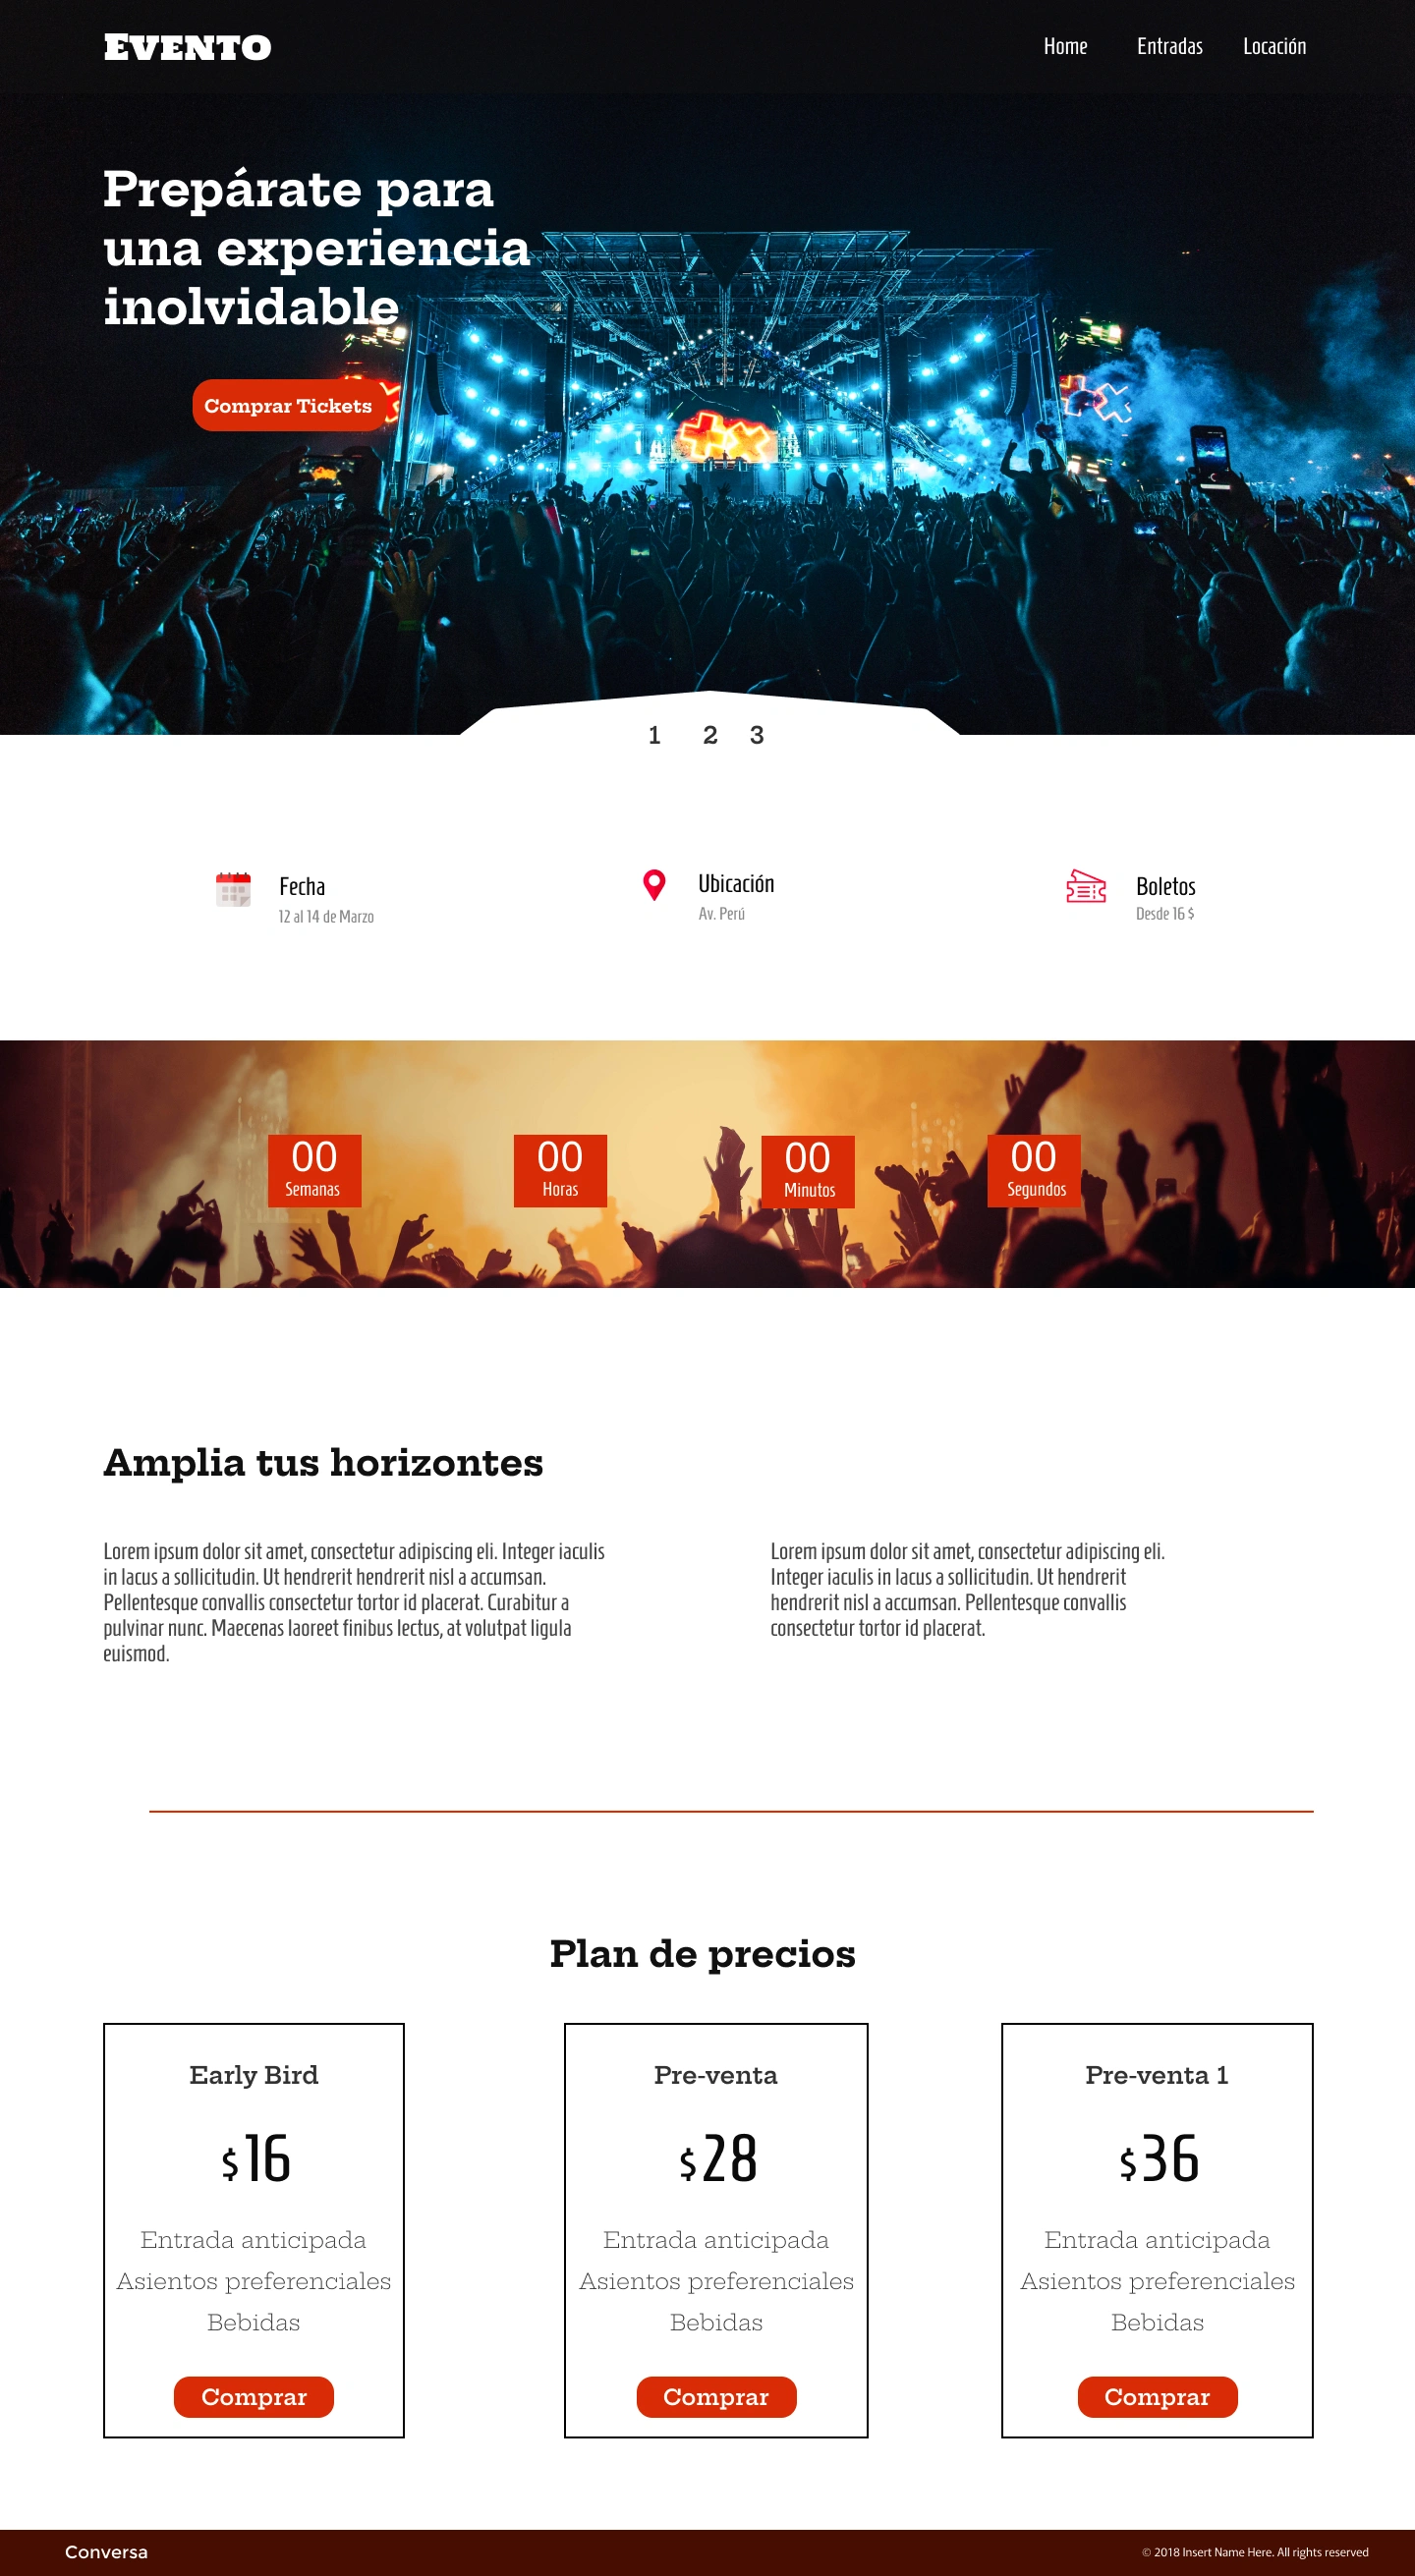 EVENTO
Home Entradas Locación
Prepárate para
una experiencia
inolvidable
Comprar Tickets
1 2 3
Fecha
12 al 14 de Marzo
Ubicación
Av. Perú
Boletos
Desde 16 $
00
Semanas
00
Horas
00
Minutos
00
Segundos
Amplia tus horizontes
Lorem ipsum dolor sit amet, consectetur adipiscing eli. Integer iaculis
in lacus a sollicitudin. Ut hendrerit hendrerit nisl a accumsan.
Pellentesque convallis consectetur tortor id placerat. Curabitur a
pulvinar nunc. Maecenas laoreet finibus lectus, at volutpat ligula
euismod.
Lorem ipsum dolor sit amet, consectetur adipiscing eli.
Integer iaculis in lacus a sollicitudin. Ut hendrerit
hendrerit nisl a accumsan. Pellentesque convallis
consectetur tortor id placerat.
Plan de precios
Early Bird
$16
Entrada anticipada
Asientos preferenciales
Bebidas
Comprar
Pre-venta
$28
Entrada anticipada
Asientos preferenciales
Bebidas
Comprar
Pre-venta 1
$36
Entrada anticipada
Asientos preferenciales
Bebidas
Comprar
Conversa
© 2018 Insert Name Here. All rights reserved